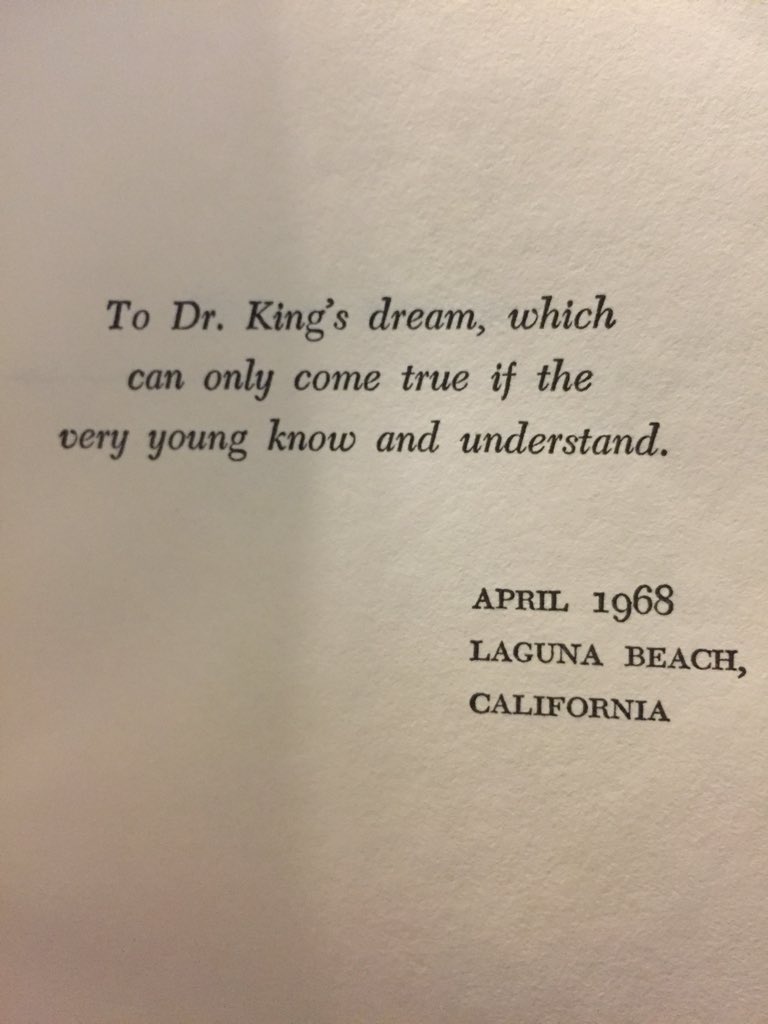 To Dr. King's dream, which
can only come true if the
very young know and understand.
APRIL 1968
LAGUNA BEACH,
CALIFORNIA